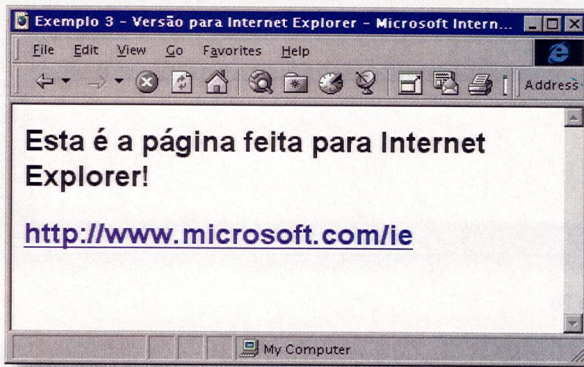 Exemplo 3 - Versão para Internet Explorer - Microsoft Intern...
File Edit View Go Favorites Help
Address
Esta é a página feita para Internet
Explorer!
http://www.microsoft.com/ie
My Computer